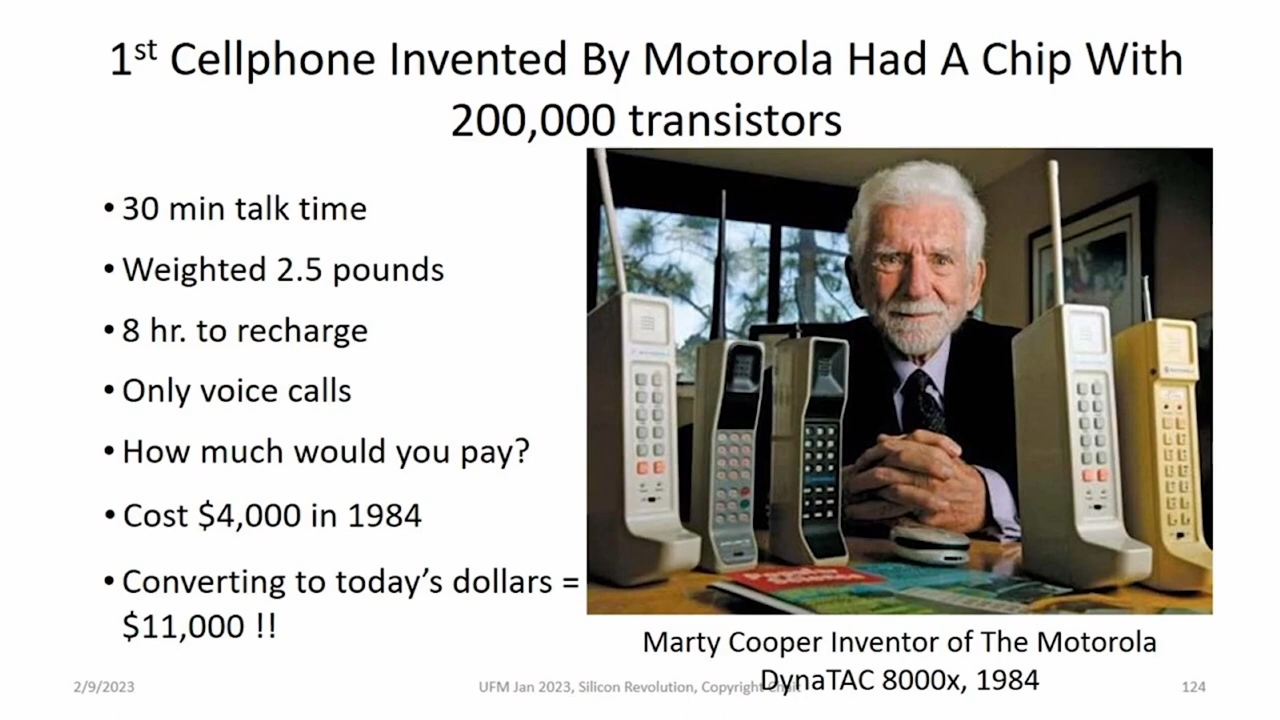 1st Cellphone Invented By Motorola Had A Chip With
200,000 transistors
• 30 min talk time
• Weighted 2.5 pounds
• 8 hr. to recharge
• Only voice calls
• How much would you pay?
• Cost $4,000 in 1984
• Converting to today's dollars =
$11,000 !!
Marty Cooper Inventor of The Motorola
DynaTAC 8000x, 1984
2/9/2023
UFM Jan 2023, Silicon Revolution, Copyright
124